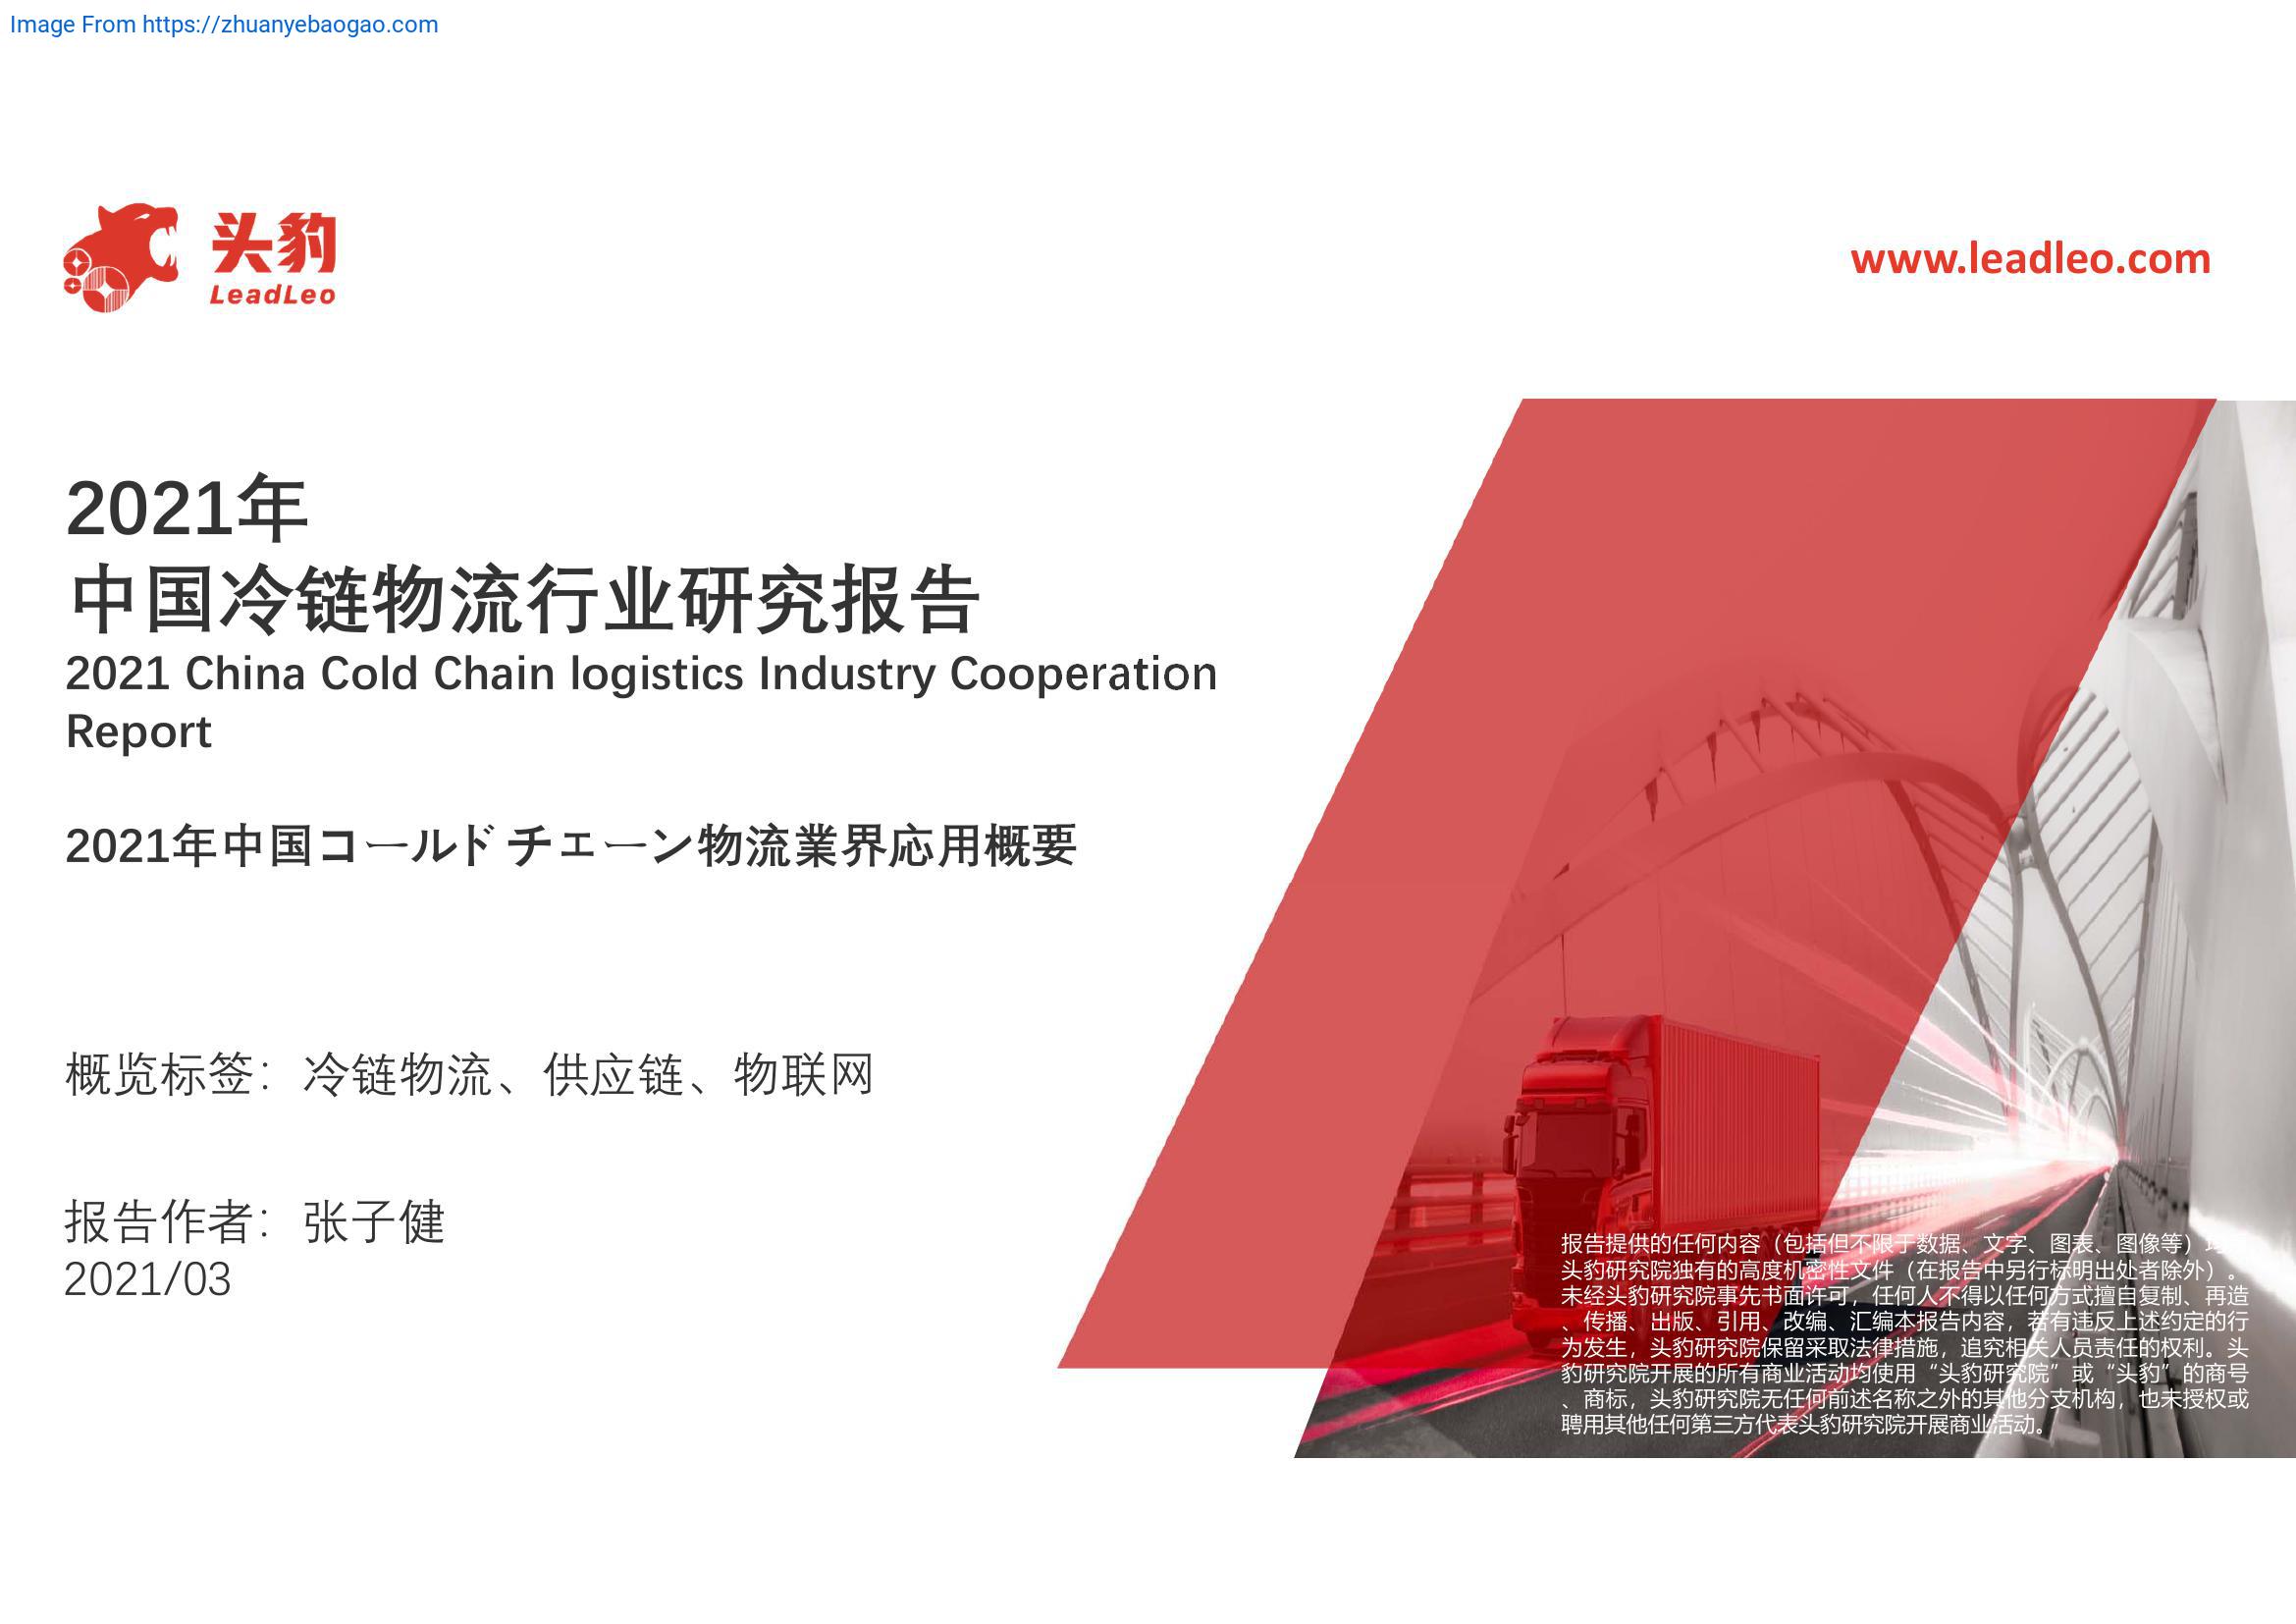 Image From https://zhuanyebaogao.com
头豹
LeadLeo
www.leadleo.com
2021年
中国冷链物流行业研究报告
2021 China Cold Chain logistics Industry Cooperation
Report
2021年中国コールドチェーン物流業界応用概要
概览标签：冷链物流、供应链、物联网
报告作者：张子健
2021/03
报告提供的任何内容（包括但不限于数据、文字、图表、图像等）
头豹研究院独有的高度机密性文件（在报告中另行标明出处者除外）。
未经头豹研究院事先书面许可，任何人不得以任何方式擅自复制、再造
、传播、出版、引用、改编、汇编本报告内容，若有违反上述约定的行
为发生，头豹研究院保留采取法律措施，追究相关人员责任的权利。头
豹研究院开展的所有商业活动均使用“头豹研究院”或“头豹”的商号
、商标，头豹研究院无任何前述名称之外的其他分支机构，也未授权或
聘用其他任何第三方代表头豹研究院开展商业活动。